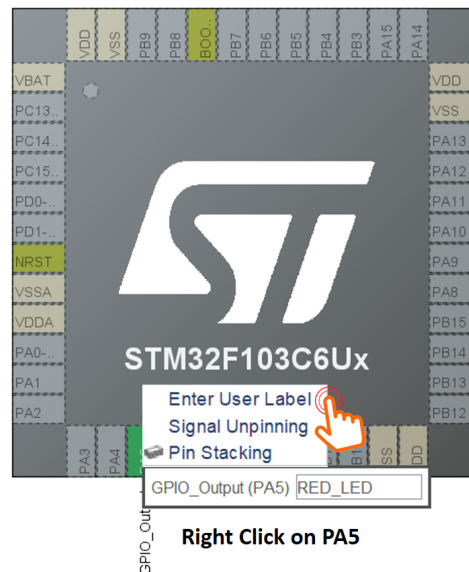 VDD
VSS
PB9
PB8
BOO..
PB7
PB6
PB5
PB4
PB3
PA15
PA14
VBAT
PC13..
PC14..
PC15..
PD0-..
PD1-..
NRST
VSSA
VDDA
PA0-..
PA1
PA2
VDD
VSS
PA13
PA12
PA11
PA10
PA9
PA8
PB15
PB14
PB13
PB12
ST
STM32F103C6Ux
Enter User Label
Signal Unpinning
Pin Stacking
PA3
PA4
GPIO_Output (PA5) RED_LED
GPIO_Out
Right Click on PA5